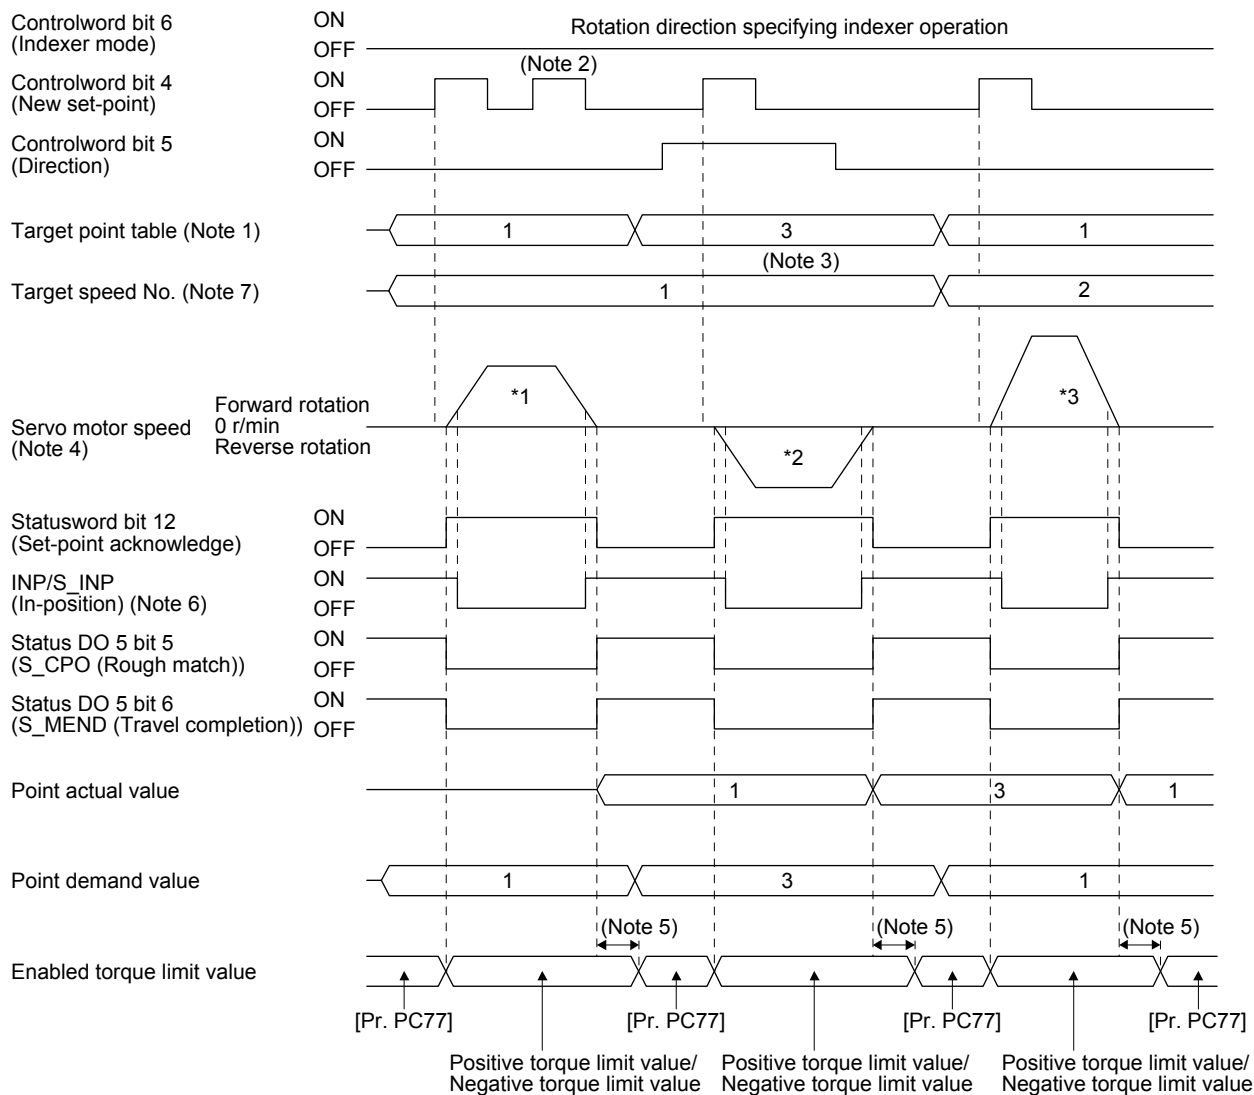 Controlword bit 6
(Indexer mode)
ON
OFF
Rotation direction specifying indexer operation
Controlword bit 4
(New set-point)
ON
OFF
(Note 2)
Controlword bit 5
(Direction)
ON
OFF
Target point table (Note 1)
1
3
1
Target speed No. (Note 7)
(Note 3)
1
2
Servo motor speed
(Note 4)
Forward rotation
0 r/min
Reverse rotation
*1
*2
*3
Statusword bit 12
(Set-point acknowledge)
ON
OFF
INP/S_INP
(In-position) (Note 6)
ON
OFF
Status DO 5 bit 5
(S_CPO (Rough match))
ON
OFF
Status DO 5 bit 6
(S_MEND (Travel completion))
ON
OFF
Point actual value
1
3
1
Point demand value
1
3
1
(Note 5)
(Note 5)
(Note 5)
Enabled torque limit value
[Pr. PC77]
[Pr. PC77]
[Pr. PC77]
[Pr. PC77]
Positive torque limit value/
Negative torque limit value
Positive torque limit value/
Negative torque limit value
Positive torque limit value/
Negative torque limit value